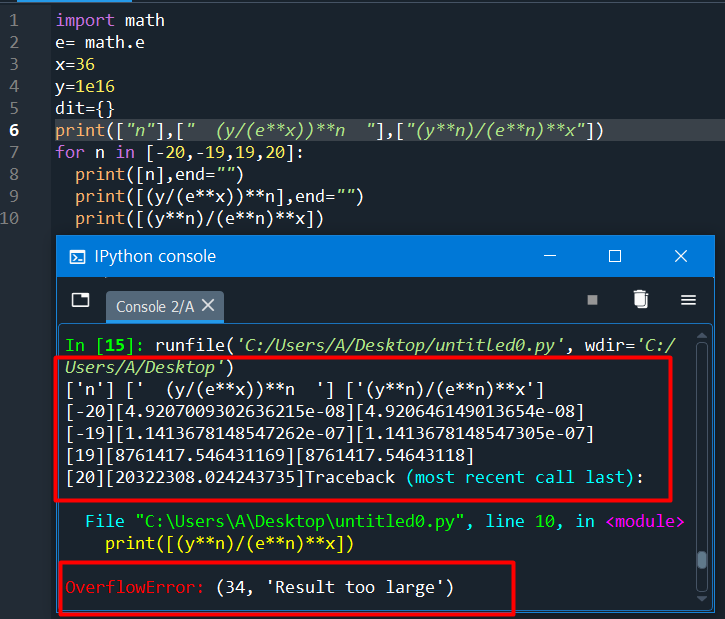 1 import math
2 e= math.e
3 x=36
4 y=1e16
5 dit={}
6 print(["n"],["  (y/(e**x))**n  "],["(y**n)/(e**n)**x"])
7 for n in [-20,-19,19,20]:
8   print([n],end="")
9   print([(y/(e**x))**n],end="")
10   print([(y**n)/(e**n)**x])
IPython console
Console 2/A
In [15]: runfile('C:/Users/A/Desktop/untitled0.py', wdir='C:/
Users/A/Desktop')
['n'] ['  (y/(e**x))**n  '] ['(y**n)/(e**n)**x']
[-20][4.9207009302636215e-08][4.920646149013654e-08]
[-19][1.1413678148547262e-07][1.1413678148547305e-07]
[19][8761417.546431169][8761417.54643118]
[20][20322308.024243735]Traceback (most recent call last):
File "C:\Users\A\Desktop\untitled0.py", line 10, in <module>
print([(y**n)/(e**n)**x])
OverflowError: (34, 'Result too large')